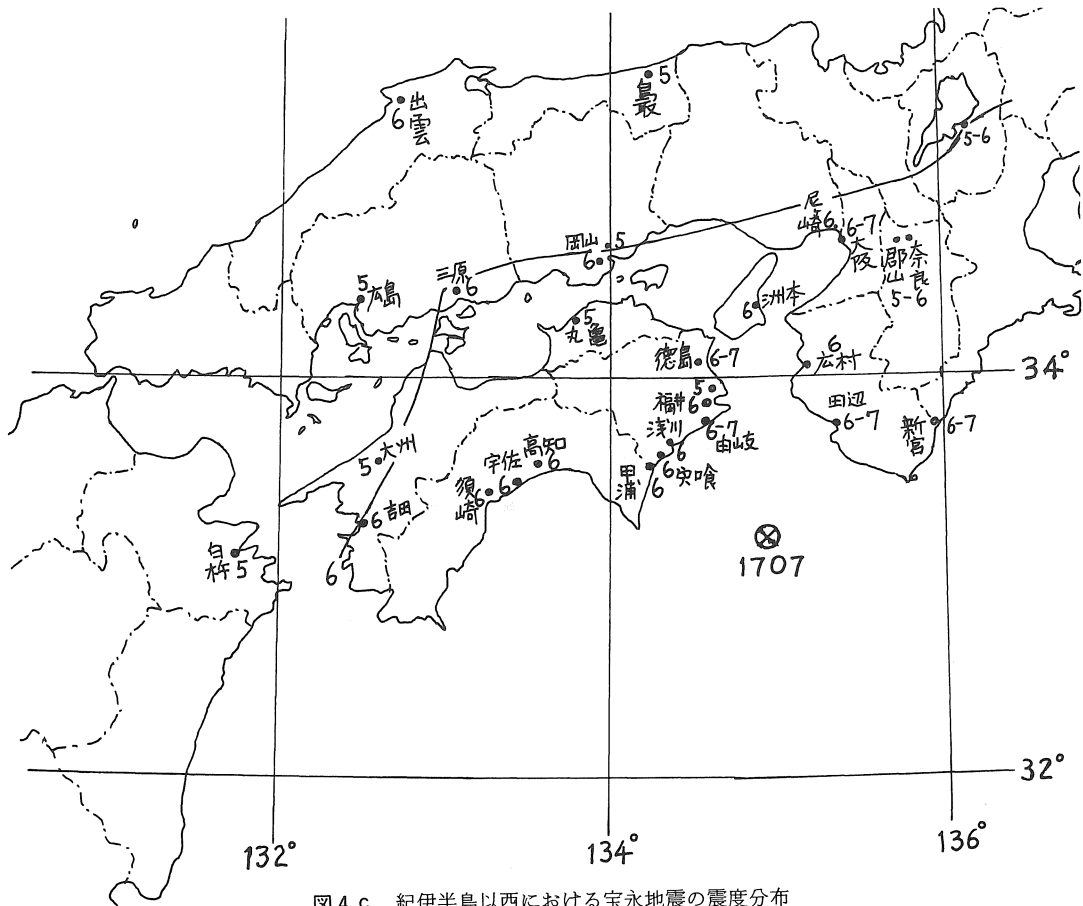 5
鳥取
出雲
6
5-6
尼崎 6
6-7
大阪
郡山
奈良
5-6
岡山 5
6
三原
6
5
広島
洲本
6
5
丸亀
徳島 6-7
6
広村
34°
5
福井 6
浅川
6-7
由岐
田辺
6-7
新宮 6-7
大州
5
宇佐 高知
6
6
須崎
6
甲浦
6
6
6
宍喰
6 吉田
臼杵 5
6
1707
32°
132°
134°
136°
図4.c 紀伊半島以西における宝永地震の震度分布